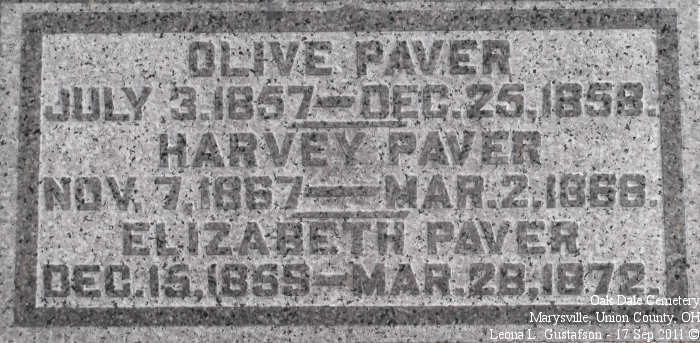 OLIVE PAVER
JULY 3.1857—DEC.25.1858.
HARVEY PAVER
NOV. 7.1867—MAR.2.1868.
ELIZABETH PAVER
DEC.15.1869—MAR.28.1872.
Oak Dale Cemetery
Marysville, Union County, OH
Leona L. Gustafson - 17 Sep 2011 ©